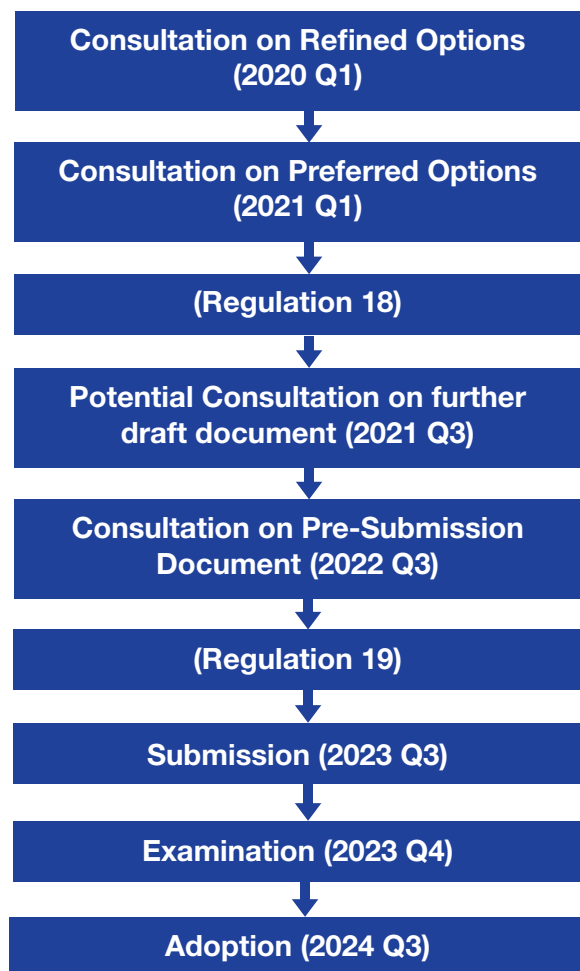 Consultation on Refined Options
(2020 Q1)
Consultation on Preferred Options
(2021 Q1)
(Regulation 18)
Potential Consultation on further
draft document (2021 Q3)
Consultation on Pre-Submission
Document (2022 Q3)
(Regulation 19)
Submission (2023 Q3)
Examination (2023 Q4)
Adoption (2024 Q3)